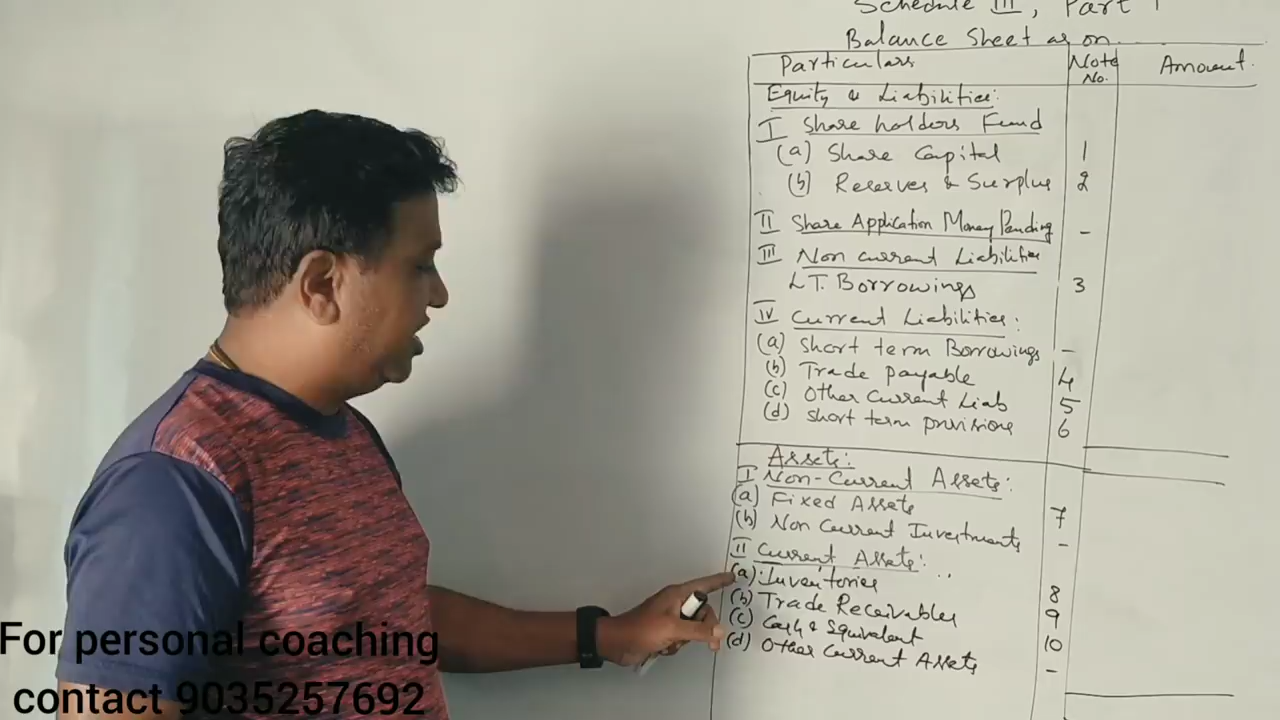 Schedule III, Part I
Balance Sheet as on.....
Particulars Note No. Amount.
Equity & Liabilities:
I Share holders Fund
(a) Share Capital 1
(b) Reserves & Surplus 2
II Share Application Money Pending -
III Non current Liabilities
LT. Borrowings 3
IV Current Liabilities:
(a) Short term Borrowings -
(b) Trade payable 4
(c) Other Current Liab 5
(d) Short term provisions 6
Assets:
I Non-Current Assets:
(a) Fixed Assets 7
(b) Non Current Investments -
II Current Assets:
(a) Inventories 8
(b) Trade Receivables 9
(c) Cash & Equivalent 10
(d) Other Current Assets -
For personal coaching
contact 9035257692